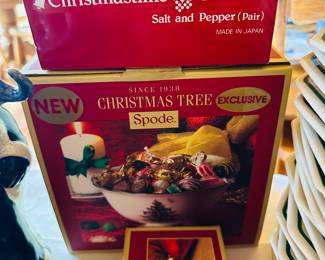 Christmastime
Salt and Pepper (Pair)
MADE IN JAPAN
SINCE 1938
NEW
CHRISTMAS TREE
EXCLUSIVE
Spode.